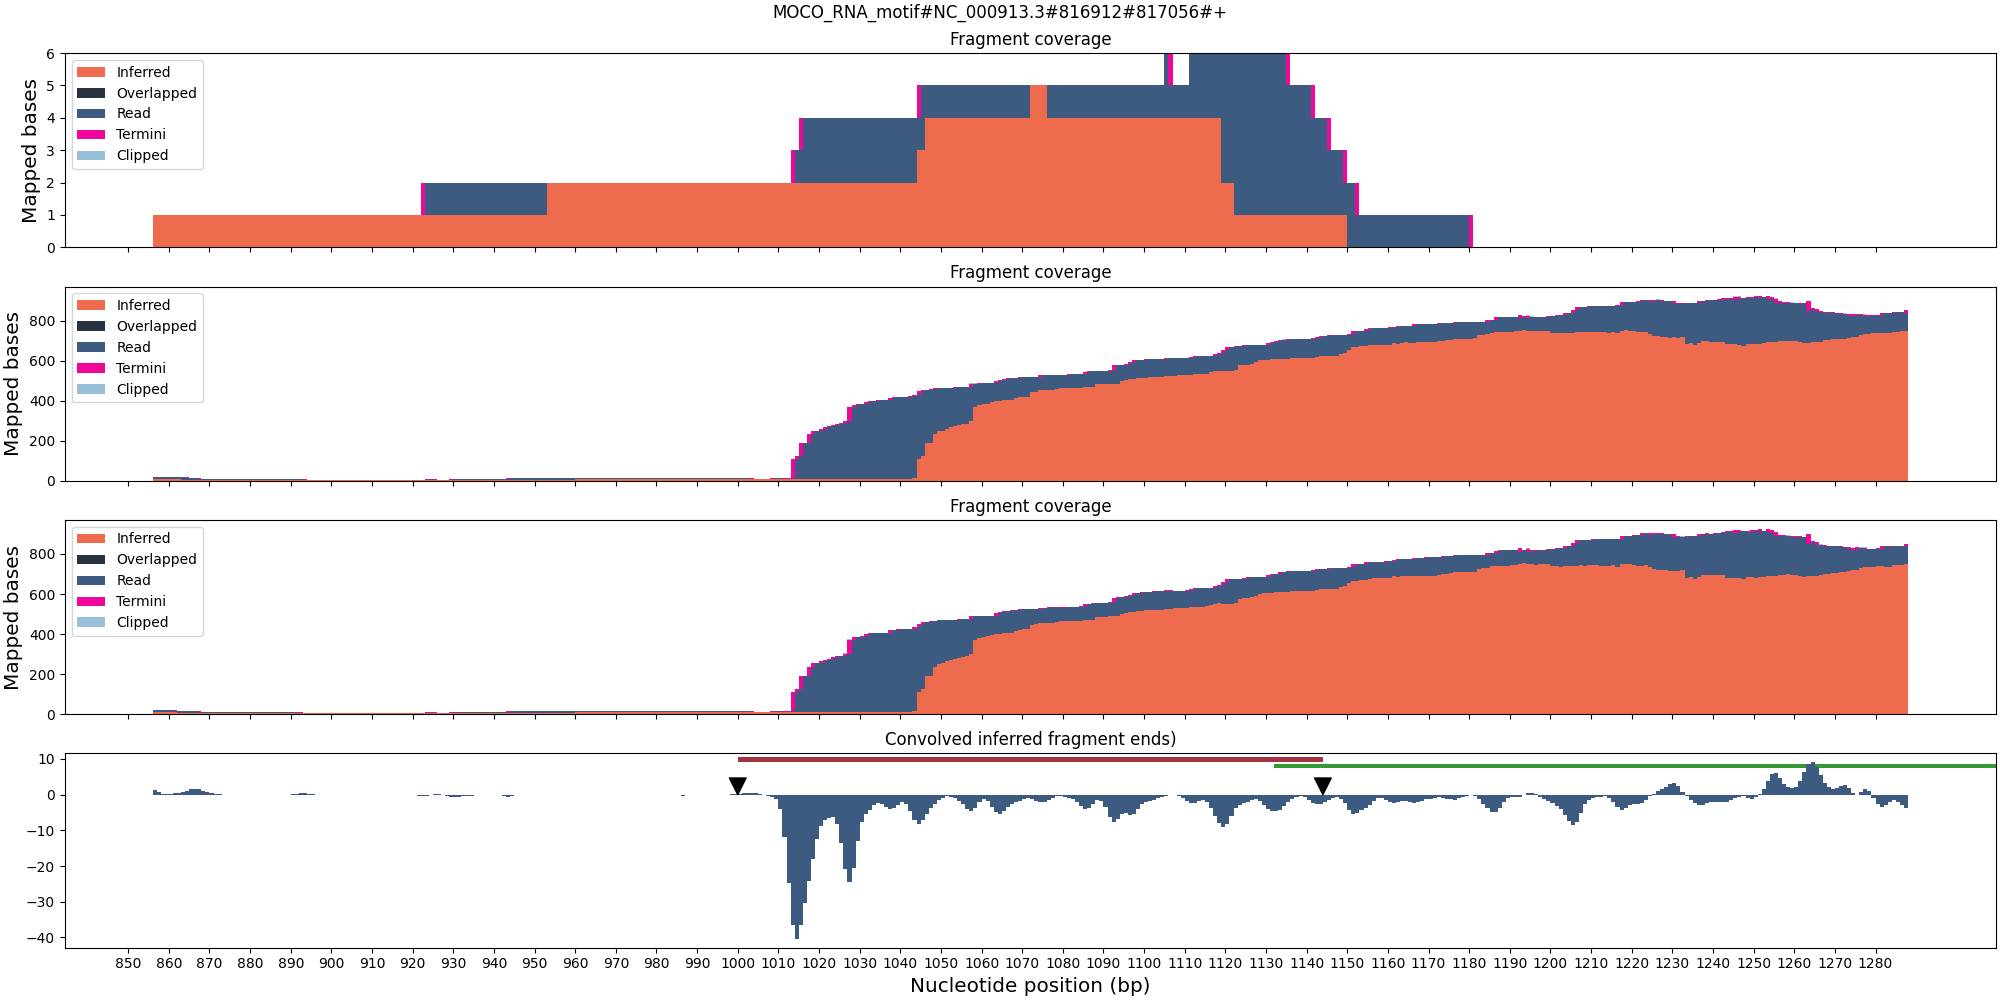 MOCO_RNA_motif#NC_000913.3#816912#817056#+
Fragment coverage
Mapped bases
6
5
4
3
2
1
0
Inferred
Overlapped
Read
Termini
Clipped
Fragment coverage
Mapped bases
800
600
400
200
0
Inferred
Overlapped
Read
Termini
Clipped
Fragment coverage
Mapped bases
800
600
400
200
0
Inferred
Overlapped
Read
Termini
Clipped
Convolved inferred fragment ends)
10
0
−10
−20
−30
−40
850 860 870 880 890 900 910 920 930 940 950 960 970 980 990 1000 1010 1020 1030 1040 1050 1060 1070 1080 1090 1100 1110 1120 1130 1140 1150 1160 1170 1180 1190 1200 1210 1220 1230 1240 1250 1260 1270 1280
Nucleotide position (bp)